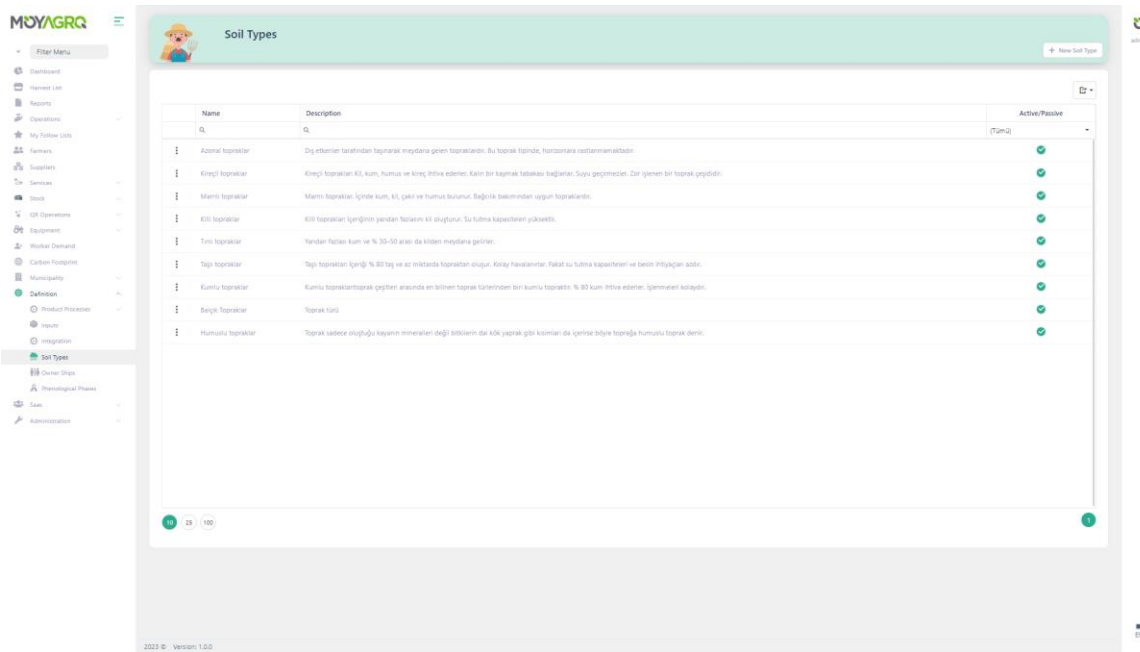 MOYAGRO
Filter Menu
Dashboard
Harvest List
Reports
Operations
My Follow Lists
Farmers
Suppliers
Services
Stock
QR Operations
Equipment
Worker Demand
Carbon Footprint
Municipality
Definition
Product Processes
Inputs
Integration
Soil Types
Owner Ships
Phenological Phases
Saas
Administration
Soil Types
+ New Soil Type
Name Description Active/Passive
(Tümü)
Azonal topraklar Dış etkenler tarafından taşınarak meydana gelen topraklardır. Bu toprak tipinde, horizonlara rastlanmamaktadır.
Kireçli topraklar Kireçli toprakları Kil, kum, humus ve kireç ihtiva ederler. Kalın bir kaymak tabakası bağlarlar. Suyu geçirmezler. Zor işlenen bir toprak çeşididir.
Marnlı topraklar Marnlı topraklar, içinde kum, kil, çakıl ve humus bulunur. Bağcılık bakımından uygun topraklardır.
Killi topraklar Killi toprakları içeriğinin yarıdan fazlasını kil oluşturur. Su tutma kapasiteleri yüksektir.
Tınlı topraklar Yarıdan fazlası kum ve % 30-50 arası da kilden meydana gelirler.
Taşlı topraklar Taşlı toprakları içeriği % 80 taş ve az miktarda topraktan oluşur. Kolay havalanırlar. Fakat su tutma kapasiteleri ve besin ihtiyaçları azdır.
Kumlu topraklar Kumlu topraklartoprak çeşitleri arasında en bilinen toprak türlerinden biri kumlu topraktır. % 80 kum ihtiva ederler, işlenmeleri kolaydır.
Balçık Topraklar Toprak türü
Humuslu topraklar Toprak sadece oluştuğu kayanın mineralleri değil bitkilerin dal kök yaprak gibi kısımları da içerirse böyle toprağa humuslu toprak denir.
10 25 100
1
2023 © Version: 1.0.0